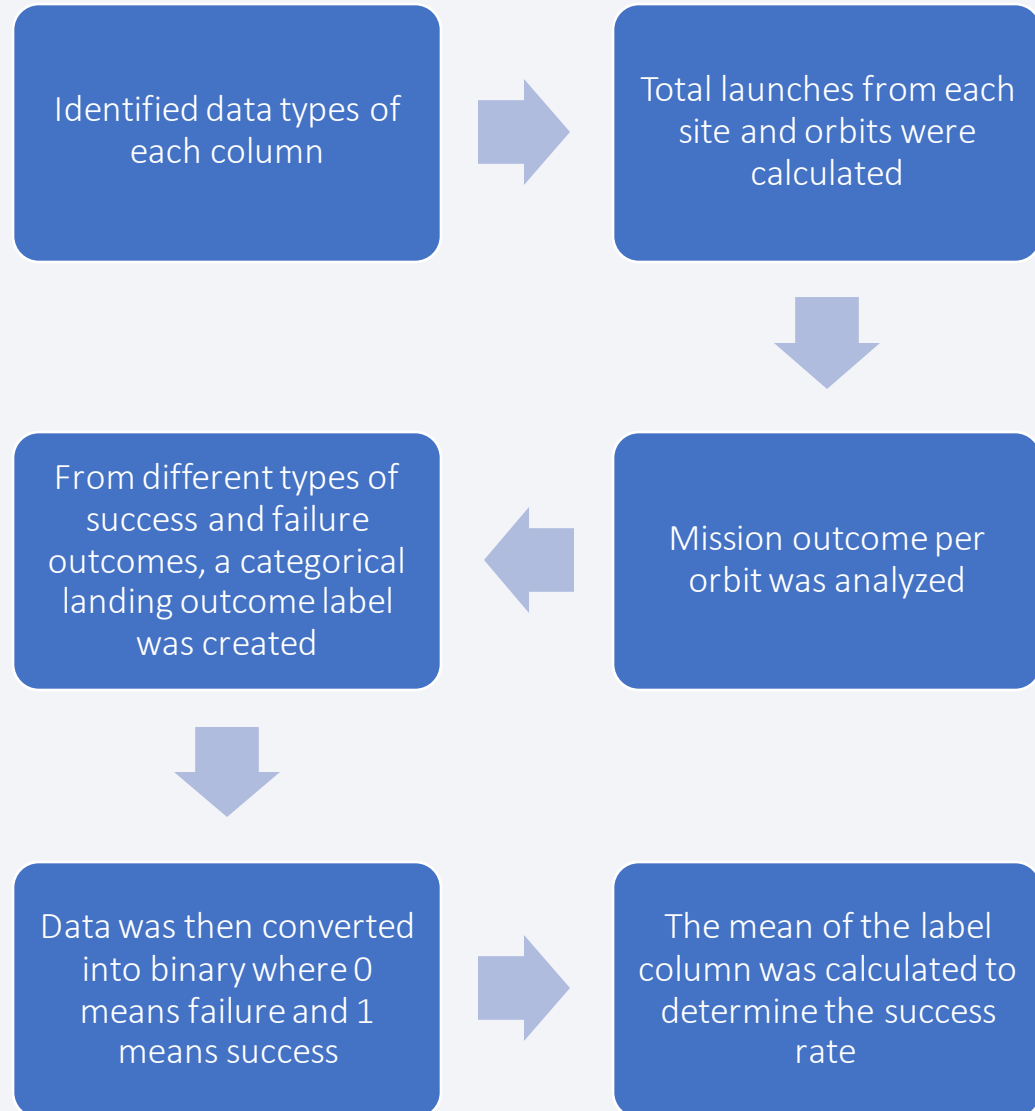 Identified data types of
each column
Total launches from each
site and orbits were
calculated
Mission outcome per
orbit was analyzed
From different types of
success and failure
outcomes, a categorical
landing outcome label
was created
Data was then converted
into binary where 0
means failure and 1
means success
The mean of the label
column was calculated to
determine the success
rate